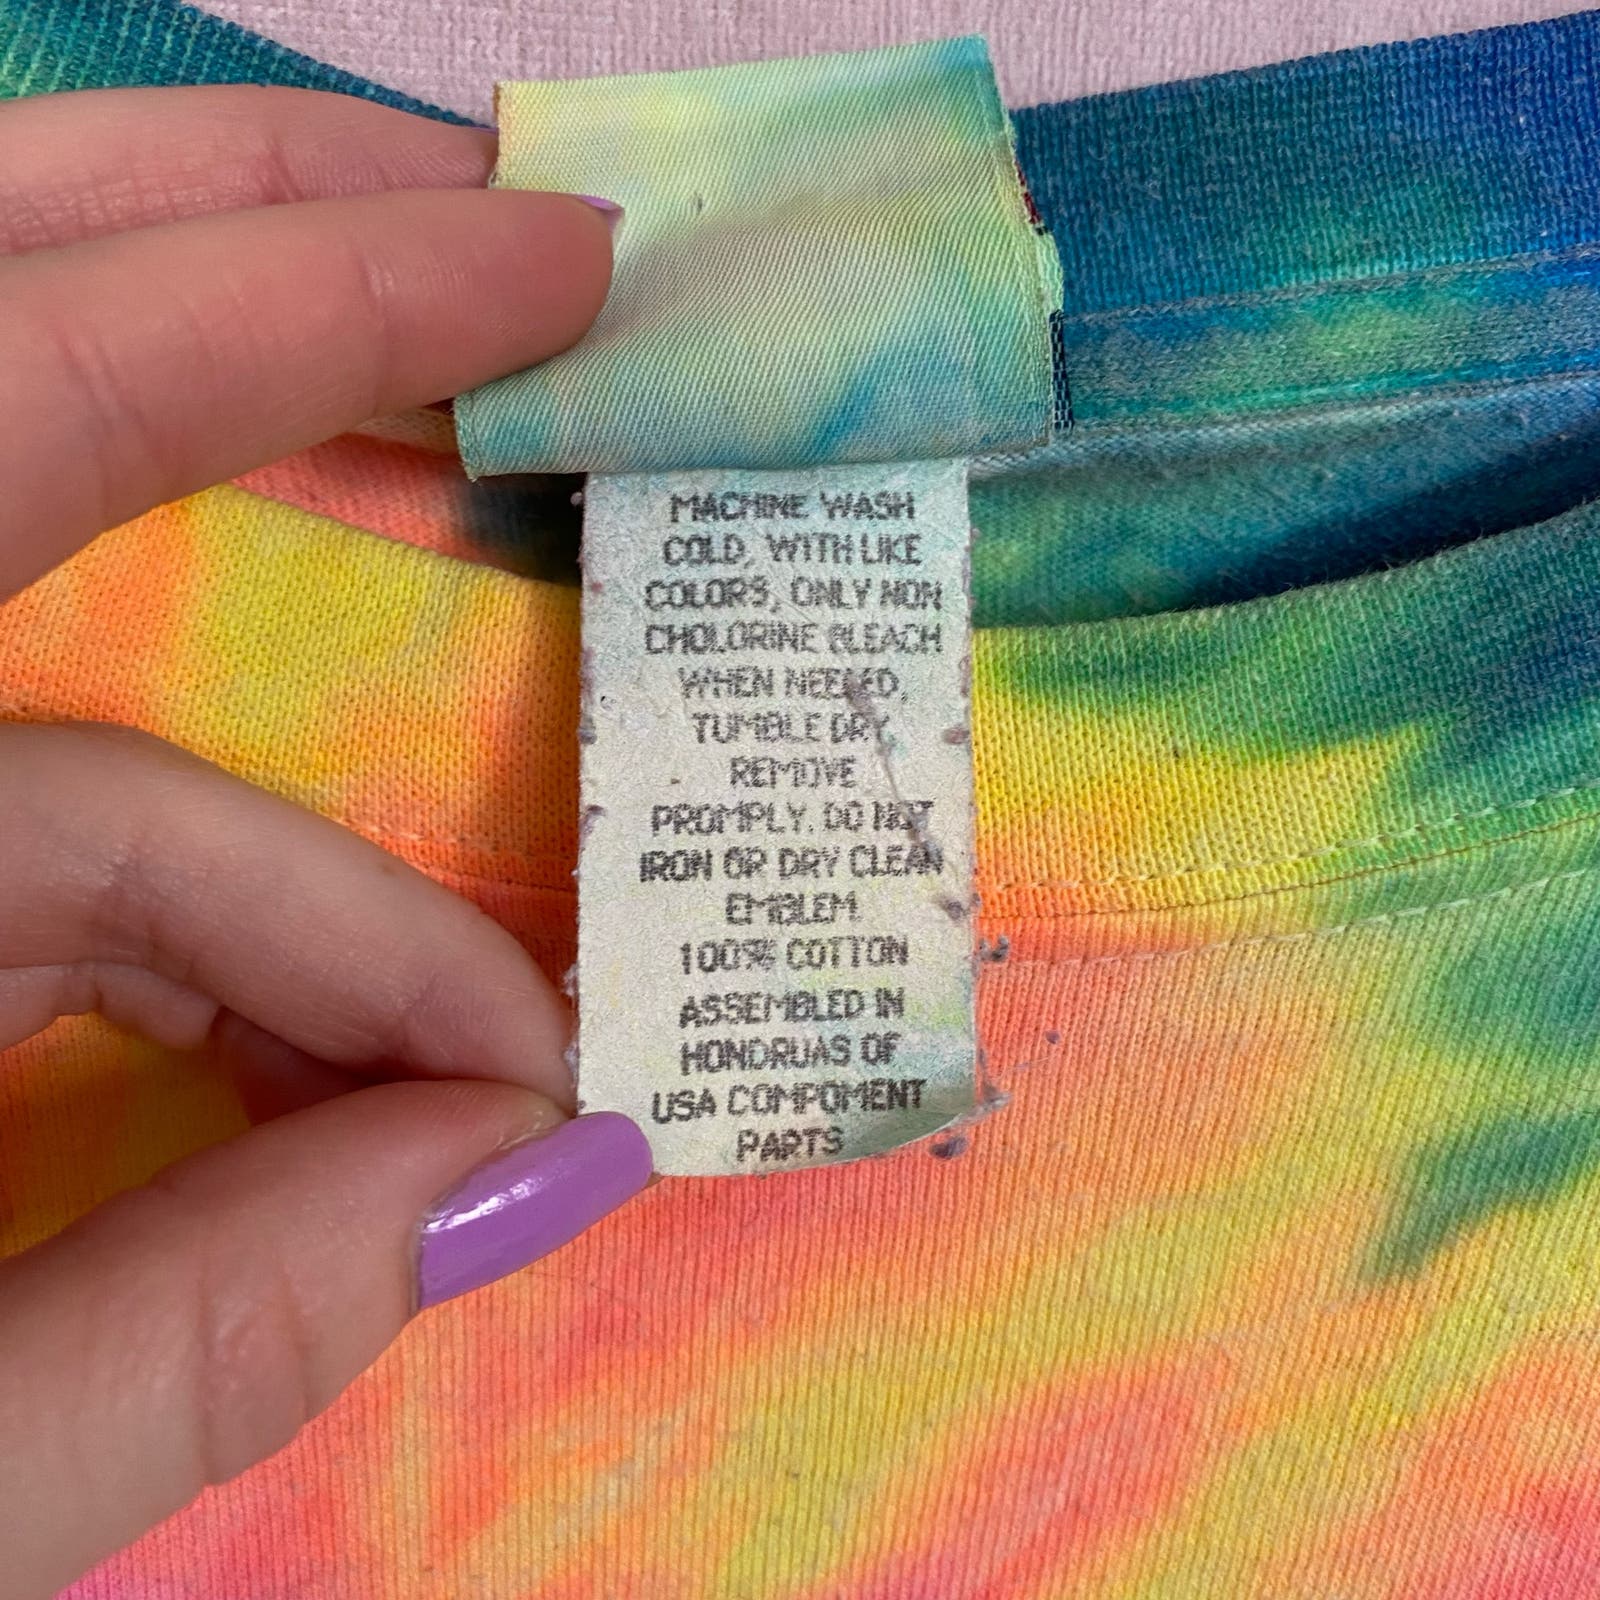 MACHINE WASH
COLD, WITH LIKE
COLORS, ONLY NON
CHOLORINE BLEACH
WHEN NEEDED,
TUMBLE DRY,
REMOVE
PROMPLY. DO NOT
IRON OR DRY CLEAN
EMBLEM.
100% COTTON
ASSEMBLED IN
HONDRUAS OF
USA COMPOMENT
PARTS